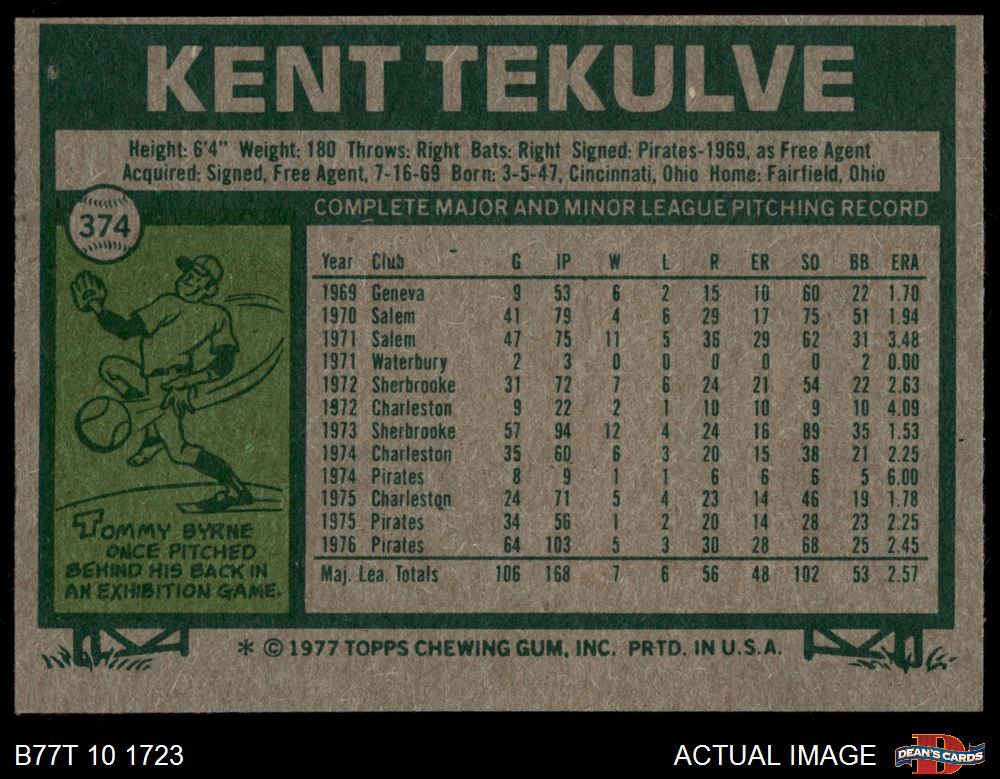 KENT TEKULVE
Height: 6'4" Weight: 180 Throws: Right Bats: Right Signed: Pirates-1969, as Free Agent
Acquired: Signed, Free Agent, 7-16-69 Born: 3-5-47, Cincinnati, Ohio Home: Fairfield, Ohio
374
COMPLETE MAJOR AND MINOR LEAGUE PITCHING RECORD
Year Club G IP W L R ER SO BB ERA
1969 Geneva 9 53 6 2 15 10 60 22 1.70
1970 Salem 41 79 4 6 29 17 75 51 1.94
1971 Salem 47 75 11 5 36 29 62 31 3.48
1971 Waterbury 2 3 0 0 0 0 0 2 0.00
1972 Sherbrooke 31 72 7 6 24 21 54 22 2.63
1972 Charleston 9 22 2 1 10 10 9 10 4.09
1973 Sherbrooke 57 94 12 4 24 16 89 35 1.53
1974 Charleston 35 60 6 3 20 15 38 21 2.25
1974 Pirates 8 9 1 1 6 6 6 5 6.00
1975 Charleston 24 71 5 4 23 14 46 19 1.78
1975 Pirates 34 56 1 2 20 14 28 23 2.25
1976 Pirates 64 103 5 3 30 28 68 25 2.45
Maj. Lea. Totals 106 168 7 6 56 48 102 53 2.57
TOMMY BYRNE
ONCE PITCHED
BEHIND HIS BACK IN
AN EXHIBITION GAME.
* © 1977 TOPPS CHEWING GUM, INC. PRTD. IN U.S.A.
B77T 10 1723
ACTUAL IMAGE
DEAN'S CARDS